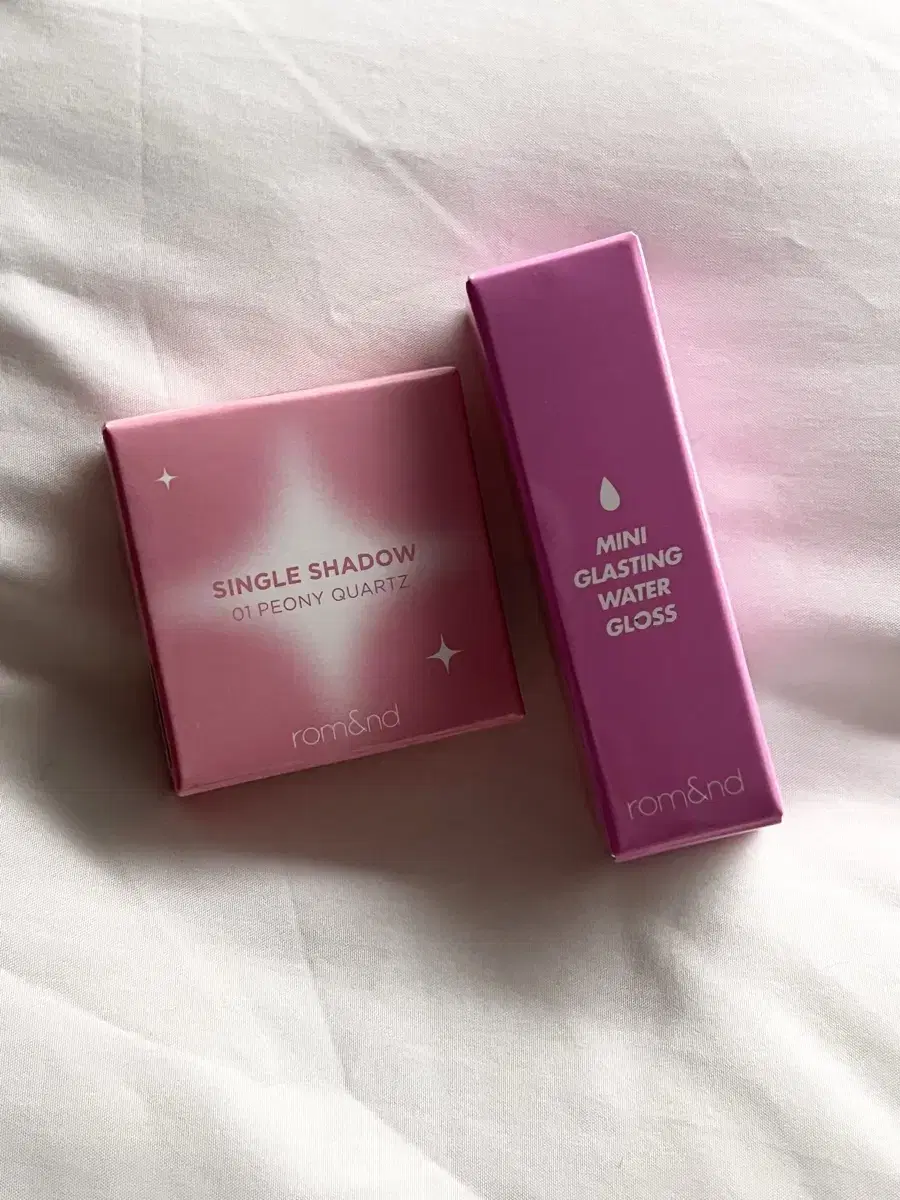 SINGLE SHADOW
01 PEONY QUARTZ
rom&nd
MINI
GLASTING
WATER
GLOSS
rom&nd